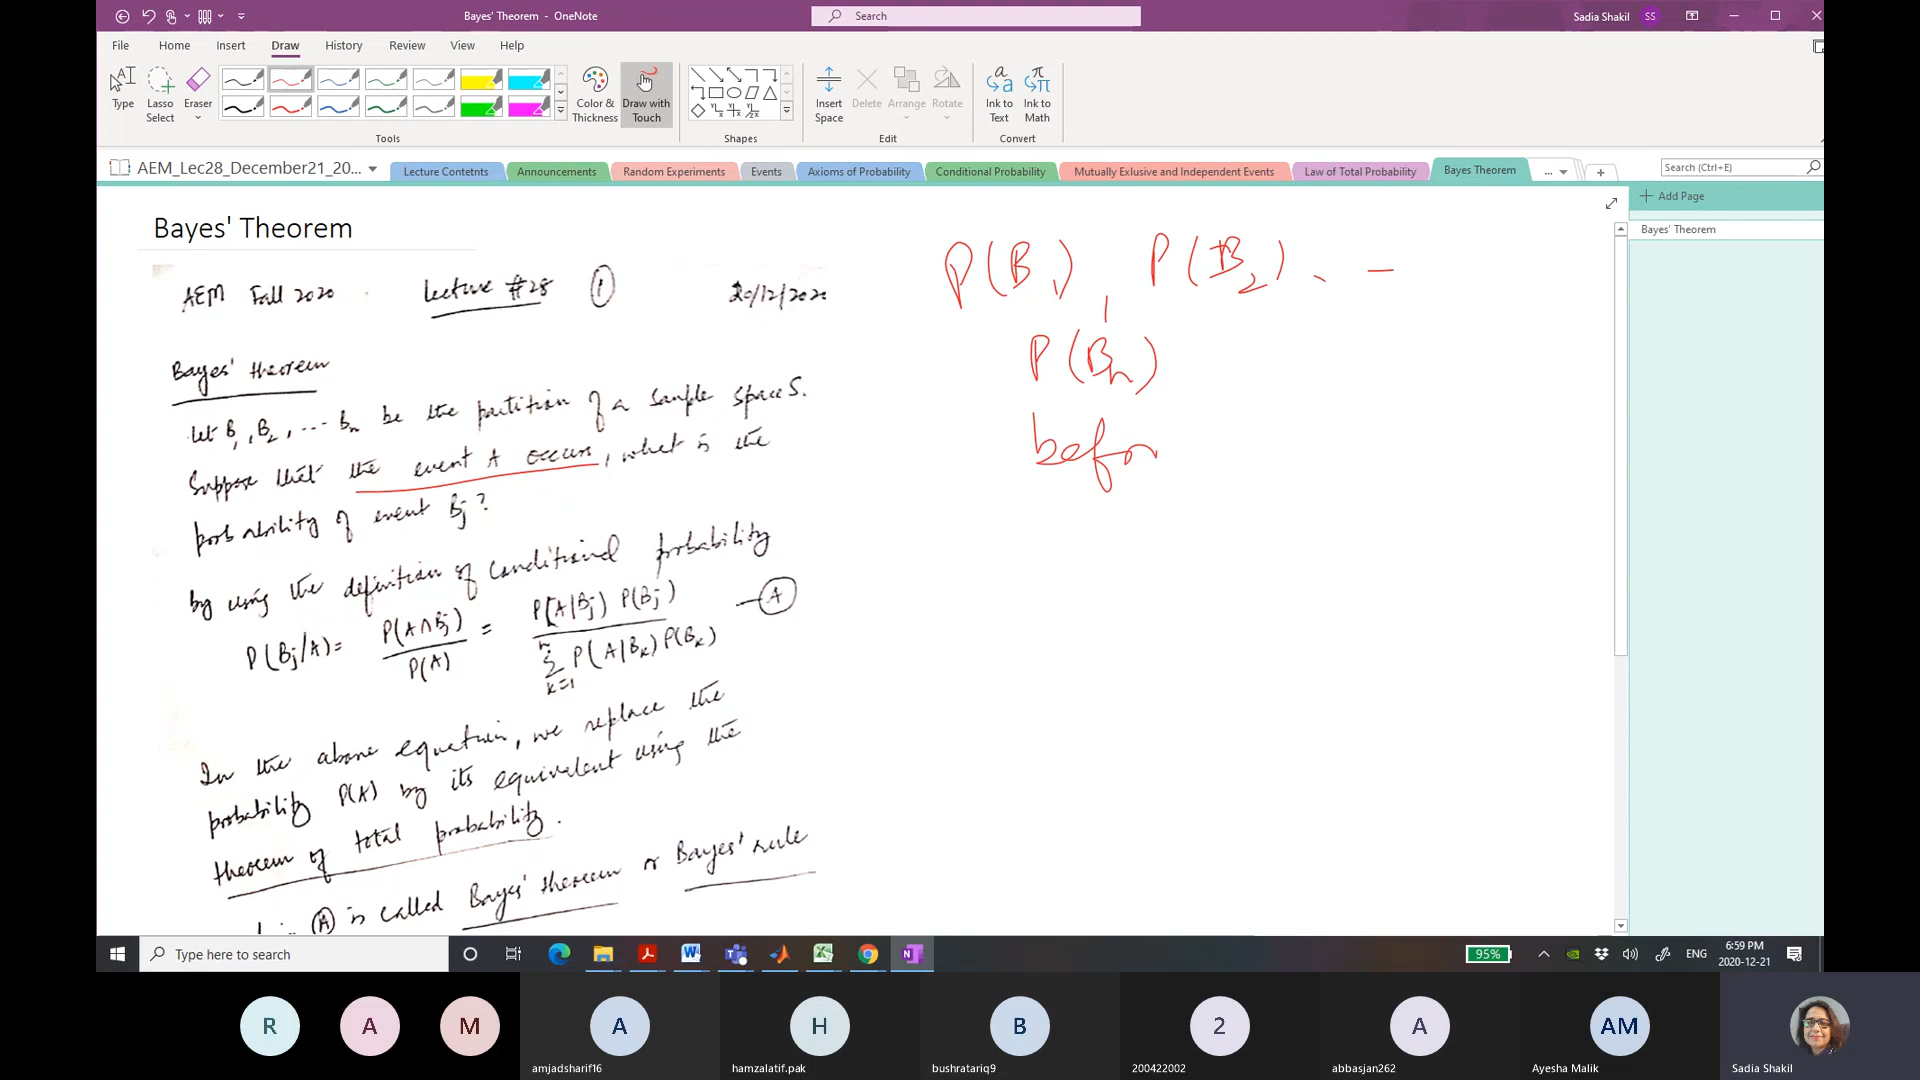 Bayes' Theorem - OneNote
Search
Sadia Shakil SS
File Home Insert Draw History Review View Help
Type
Lasso Select
Eraser
Color & Thickness
Draw with Touch
Insert Space
Delete
Arrange
Rotate
Ink to Text
Ink to Math
Tools
Shapes
Edit
Convert
AEM_Lec28_December21_20...
Lecture Contetnts
Announcements
Random Experiments
Events
Axioms of Probability
Conditional Probability
Mutually Exlusive and Independent Events
Law of Total Probability
Bayes Theorem
...
Search (Ctrl+E)
Add Page
Bayes' Theorem
Bayes' Theorem
AEM Fall 2020 Lecture #28 ① 20/12/2020
Bayes' theorem
Let B₁, B₂, ... Bₙ be the partition of a sample space S.
Suppose that the event A occurs, what is the
probability of event Bj?
by using the definition of Conditional probability
P(Bj/A) = P(A∩Bj) / P(A) = P(A|Bj) P(Bj) / Σ P(A|Bk) P(Bk) — Ⓐ
n
k=1
In the above equation, we replace the
probability P(A) by its equivalent using the
theorem of total probability.
Ⓐ is called Bayes' theorem or Bayes' rule
P(B₁), P(B₂), -
P(Bₙ)
befor
Type here to search
95%
ENG
6:59 PM
2020-12-21
R A M A H B 2 A AM
amjadsharif16 hamzalatif.pak bushratariq9 200422002 abbasjan262 Ayesha Malik Sadia Shakil